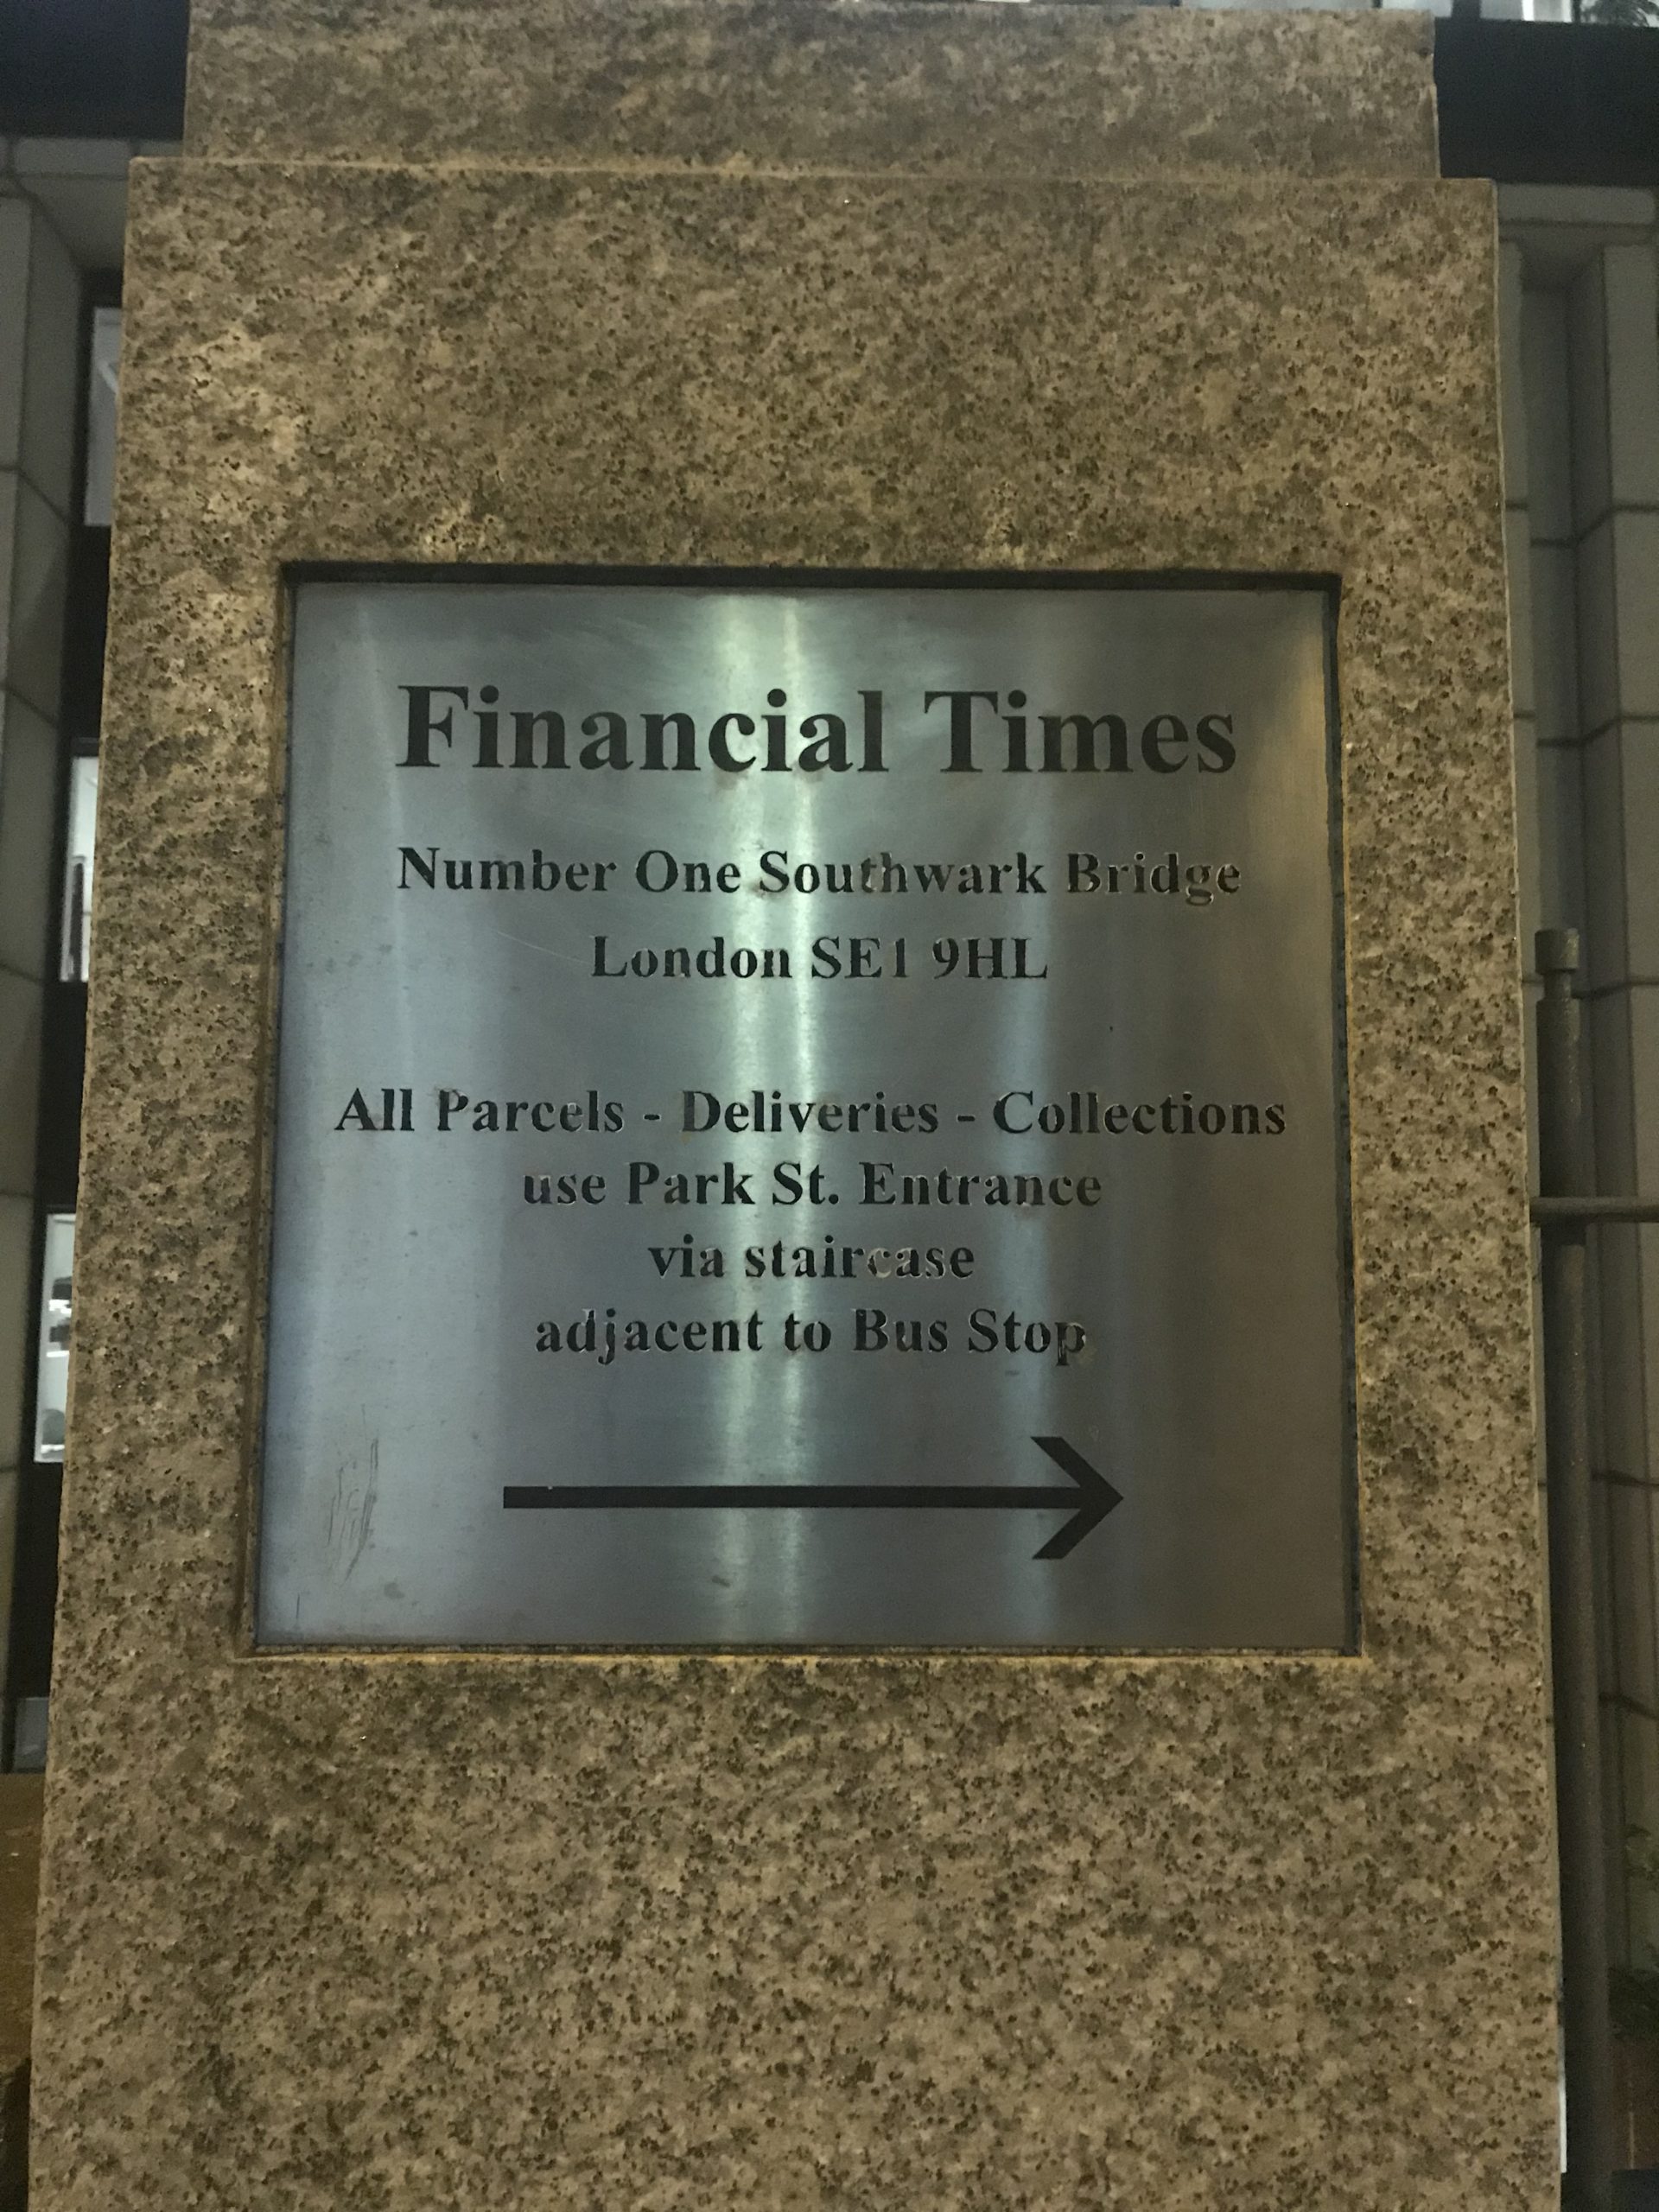 Financial Times
Number One Southwark Bridge
London SE1 9HL
All Parcels - Deliveries - Collections
use Park St. Entrance
via staircase
adjacent to Bus Stop